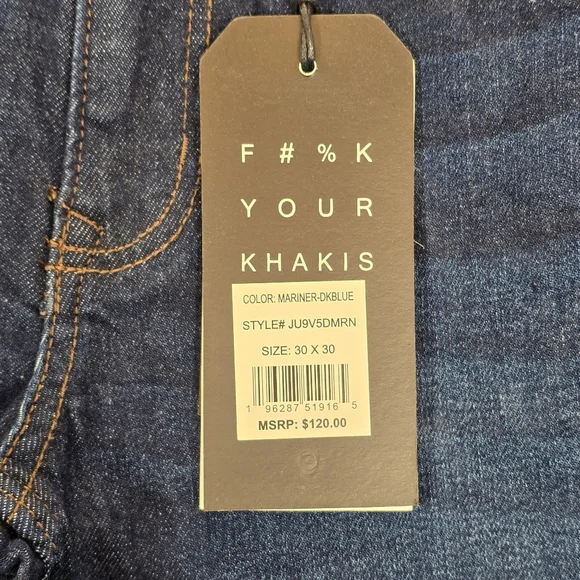 F#%K
YOUR
KHAKIS
COLOR: MARINER-DKBLUE
STYLE# JU9V5DMRN
SIZE: 30 X 30
1 96287 51916 5
MSRP: $120.00